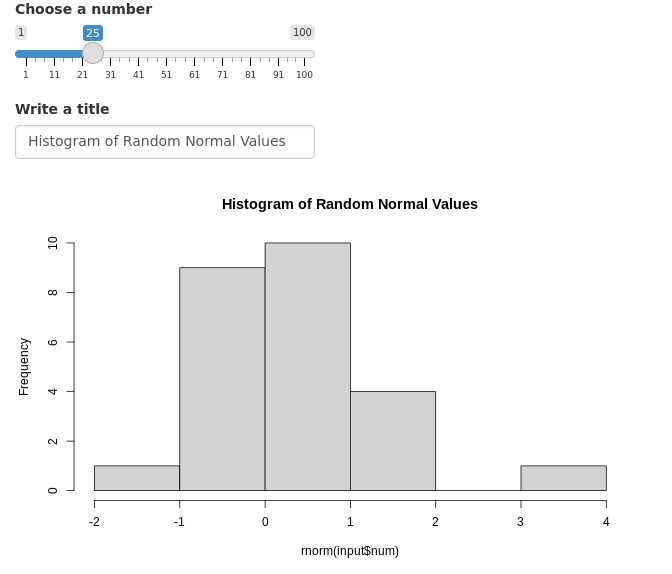 Choose a number
1 25 100
1 11 21 31 41 51 61 71 81 91 100
Write a title
Histogram of Random Normal Values
Histogram of Random Normal Values
10
8
6
4
2
0
Frequency
-2 -1 0 1 2 3 4
rnorm(input$num)